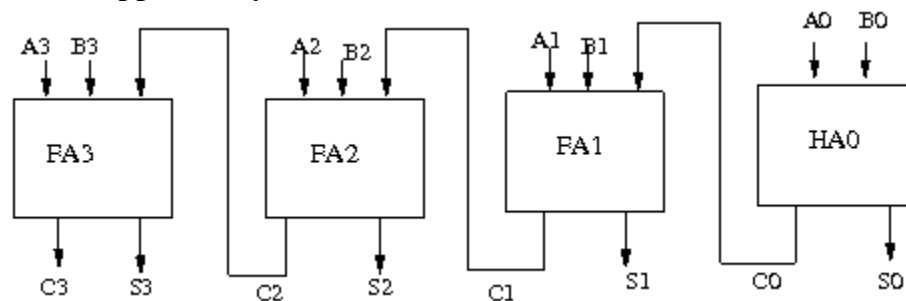 A3 B3 A2 B2 A1 B1 A0 B0
FA3 FA2 FA1 HA0
C3 S3 C2 S2 C1 S1 C0 S0